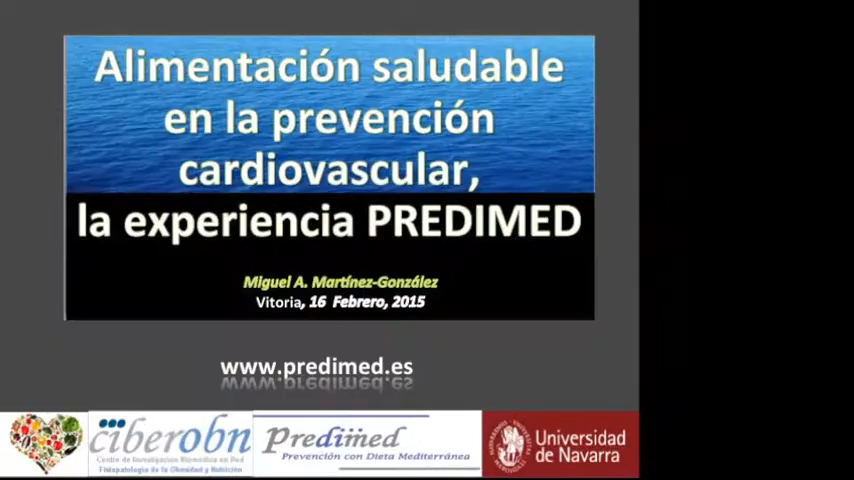 Alimentación saludable
en la prevención
cardiovascular,
la experiencia PREDIMED
Miguel A. Martínez-González
Vitoria, 16 Febrero, 2015
www.predimed.es
ciberobn
Centro de Investigación Biomédica en Red
Fisiopatología de la Obesidad y Nutrición
Predimed
Prevención con Dieta Mediterránea
Universidad
de Navarra